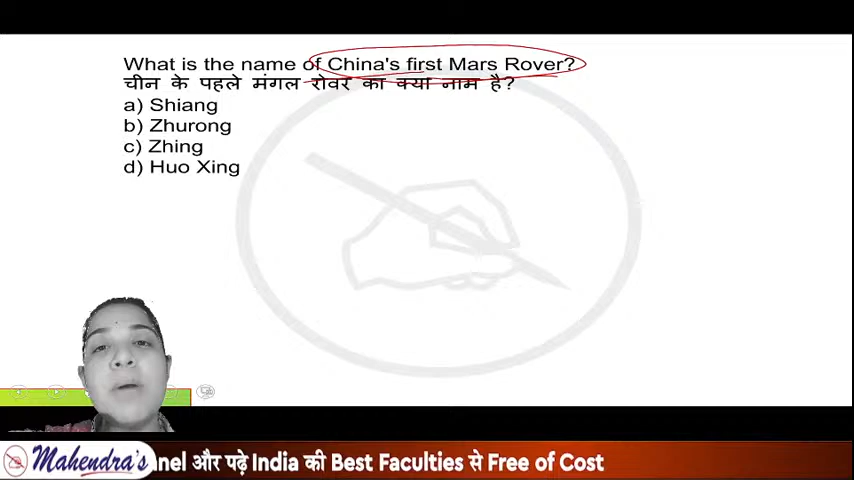 What is the name of China's first Mars Rover?
चीन के पहले मंगल रोवर का क्या नाम है?
a) Shiang
b) Zhurong
c) Zhing
d) Huo Xing
Mahendra's और पढ़े India की Best Faculties से Free of Cost